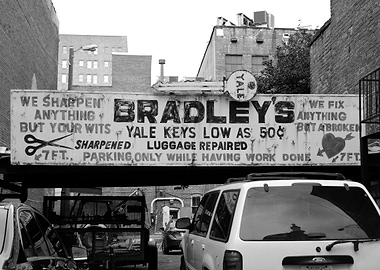 YALE
WE SHARPEN
ANYTHING
BUT YOUR WITS
BRADLEY'S
YALE KEYS LOW AS 50¢
SHARPENED LUGGAGE REPAIRED
WE FIX
ANYTHING
BUT A BROKEN
7FT. PARKING ONLY WHILE HAVING WORK DONE 7FT.